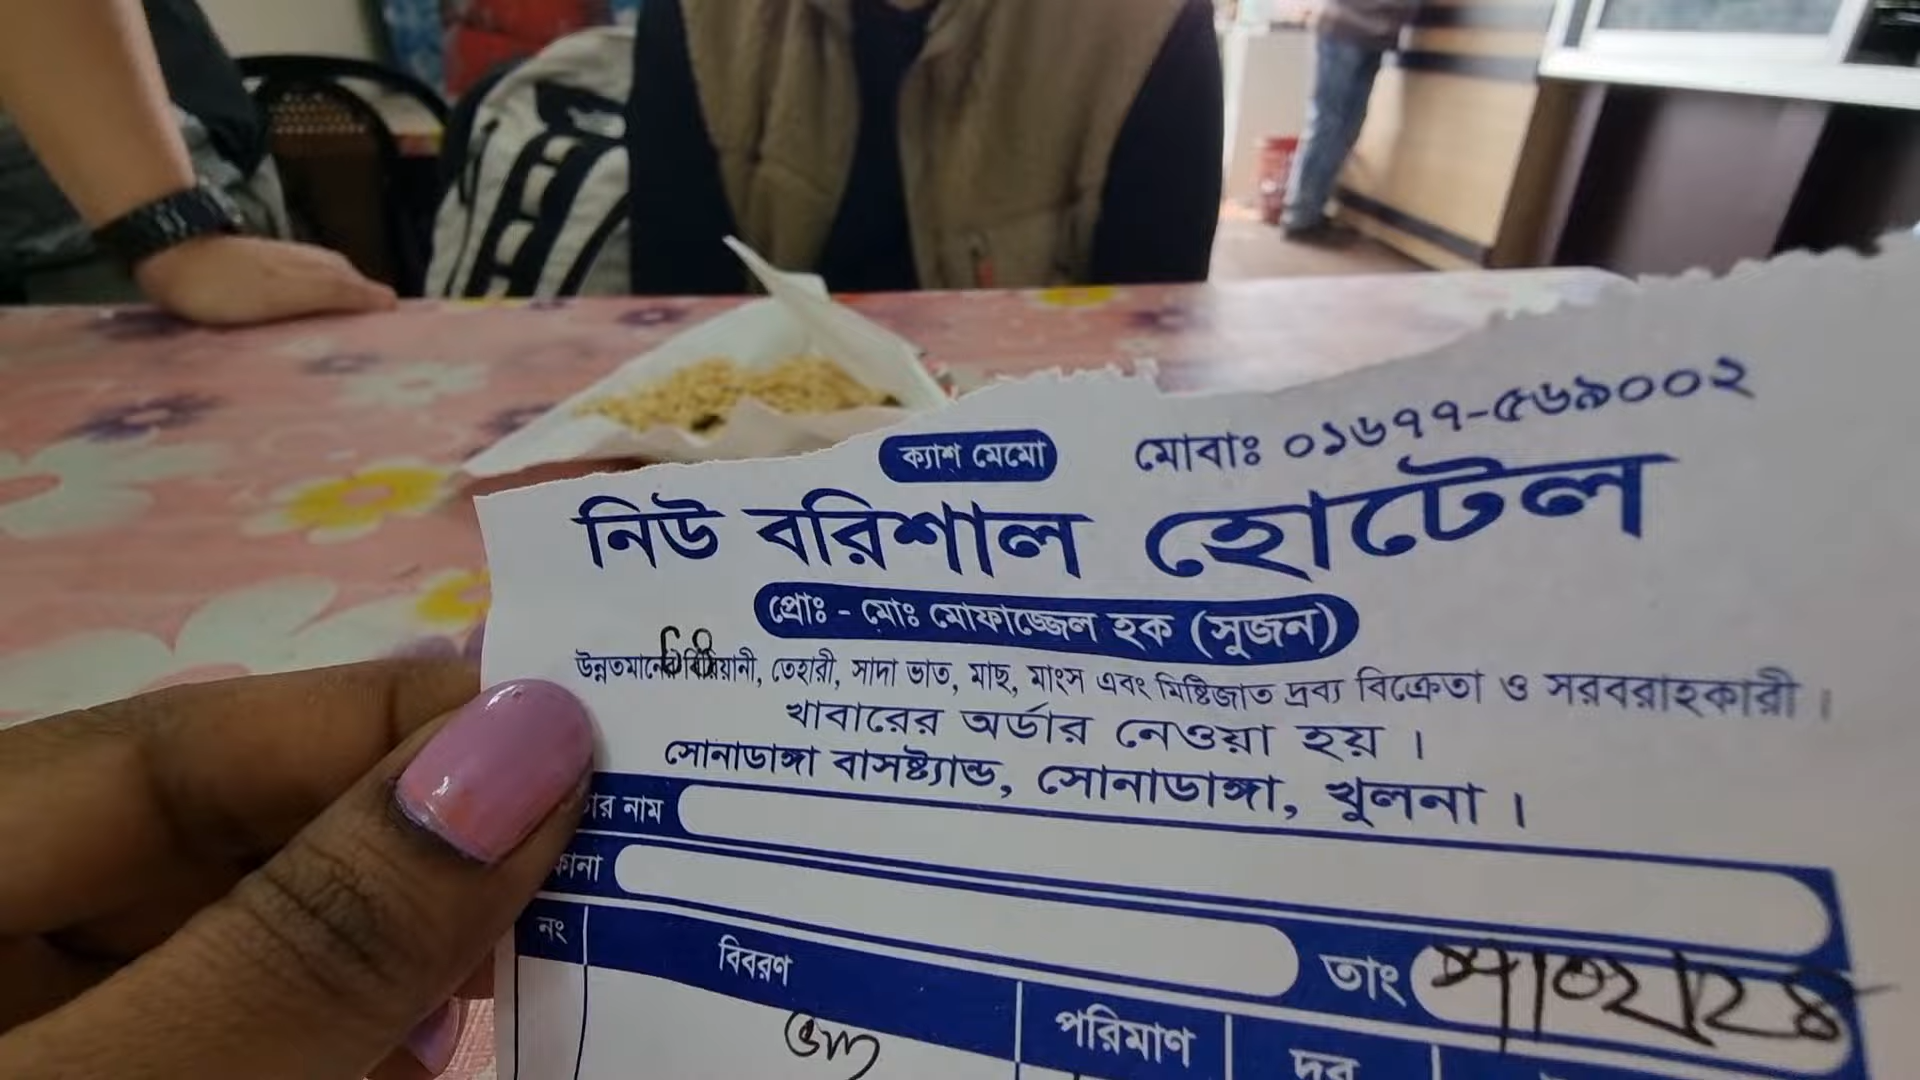 ক্যাশ মেমো
মোবাঃ ০১৬৭৭-৫৬৯০০২
নিউ বরিশাল হোটেল
প্রোঃ - মোঃ মোফাজ্জেল হক (সুজন)
উন্নতমানের বিরিয়ানী, তেহারী, সাদা ভাত, মাছ, মাংস এবং মিষ্টিজাত দ্রব্য বিক্রেতা ও সরবরাহকারী ।
খাবারের অর্ডার নেওয়া হয় ।
সোনাডাঙ্গা বাসষ্ট্যান্ড, সোনাডাঙ্গা, খুলনা ।
নাম
তাং
নং বিবরণ পরিমাণ দর